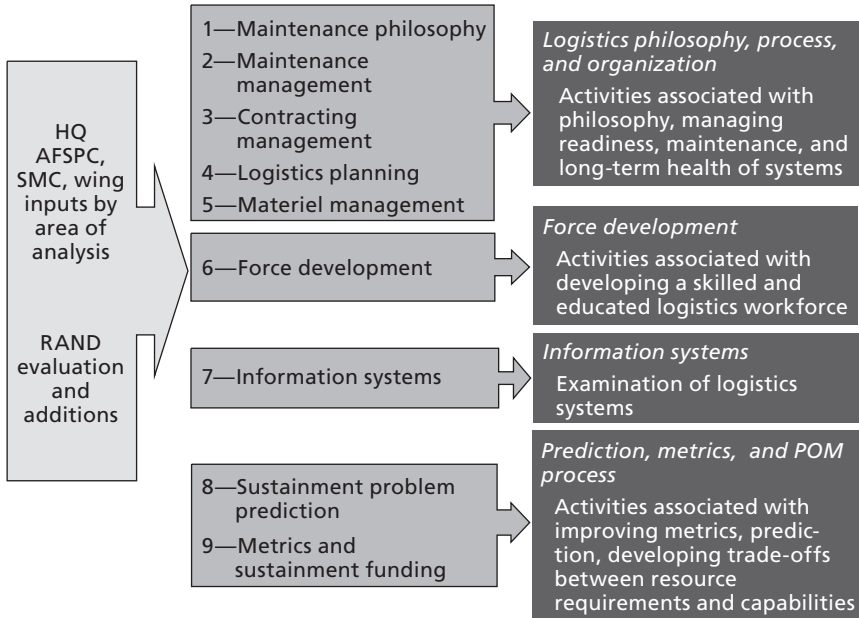 HQ
AFSPC,
SMC, wing
inputs by
area of
analysis
RAND
evaluation
and
additions
1—Maintenance philosophy
2—Maintenance
management
3—Contracting
management
4—Logistics planning
5—Materiel management
6—Force development
7—Information systems
8—Sustainment problem
prediction
9—Metrics and
sustainment funding
Logistics philosophy, process,
and organization
Activities associated with
philosophy, managing
readiness, maintenance, and
long-term health of systems
Force development
Activities associated with
developing a skilled and
educated logistics workforce
Information systems
Examination of logistics
systems
Prediction, metrics, and POM
process
Activities associated with
improving metrics, predic-
tion, developing trade-offs
between resource
requirements and capabilities